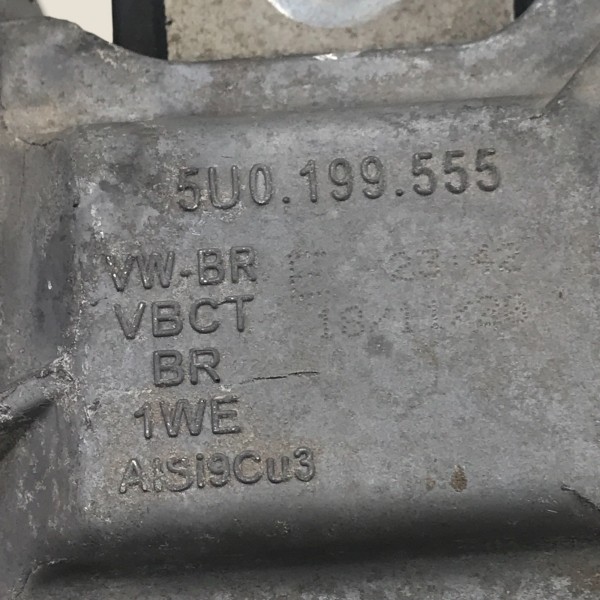 5U0.199.555
VW-BR
VBCT
BR
1WE
AlSi9Cu3